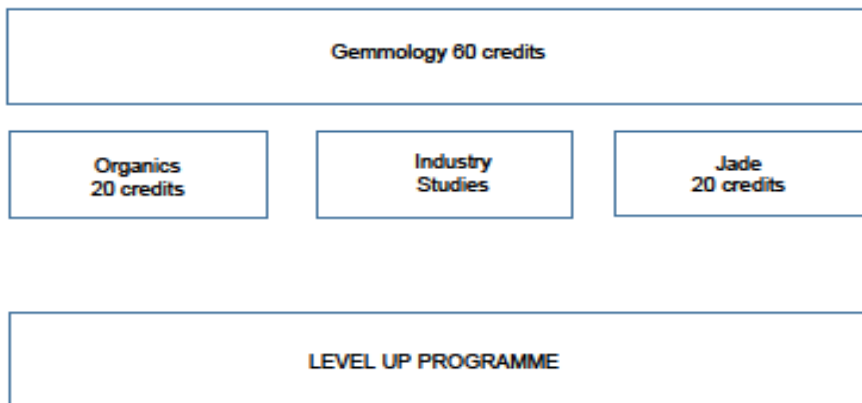 Gemmology 60 credits
Organics
20 credits
Industry
Studies
Jade
20 credits
LEVEL UP PROGRAMME